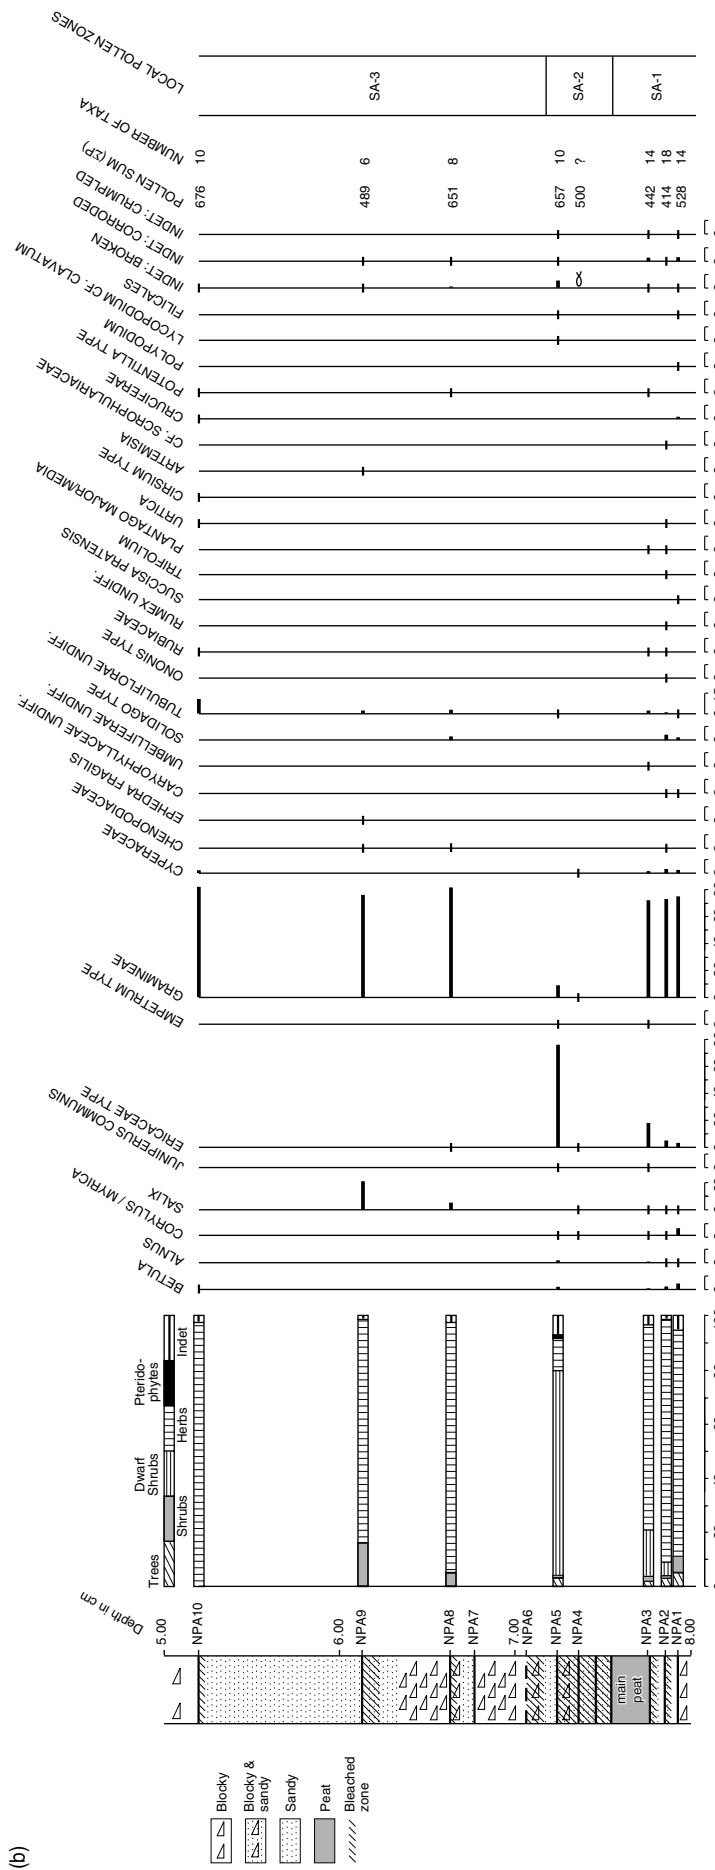 (b)
Blocky
Blocky &
sandy
Sandy
Peat
Bleached
zone
main
peat
Depth in cm
5.00
6.00
7.00
8.00
NPA10
NPA9
NPA8
NPA7
NPA6
NPA5
NPA4
NPA3
NPA2
NPA1
Trees
Shrubs
Dwarf
Shrubs
Herbs
Pterido-
phytes
Indet
BETULA
ALNUS
CORYLUS / MYRICA
SALIX
JUNIPERUS COMMUNIS
ERICACEAE TYPE
EMPETRUM TYPE
GRAMINEAE
CYPERACEAE
CHENOPODIACEAE
EPHEDRA FRAGILIS
CARYOPHYLLACEAE UNDIFF.
UMBELLIFERAE UNDIFF.
SOLIDAGO TYPE
TUBULIFLORAE UNDIFF.
ONONIS TYPE
RUBIACEAE
RUMEX UNDIFF.
SUCCISA PRATENSIS
TRIFOLIUM
PLANTAGO MAJOR/MEDIA
URTICA
CIRSIUM TYPE
ARTEMISIA
CF. SCROPHULARIACEAE
CRUCIFERAE
POTENTILLA TYPE
POLYPODIUM
LYCOPODIUM CF. CLAVATUM
FILICALES
INDET: BROKEN
INDET: CORRODED
INDET: CRUMPLED
POLLEN SUM (ΣP)
676
489
651
657
500
442
414
528
NUMBER OF TAXA
10
6
8
10
?
14
18
14
LOCAL POLLEN ZONES
SA-3
SA-2
SA-1